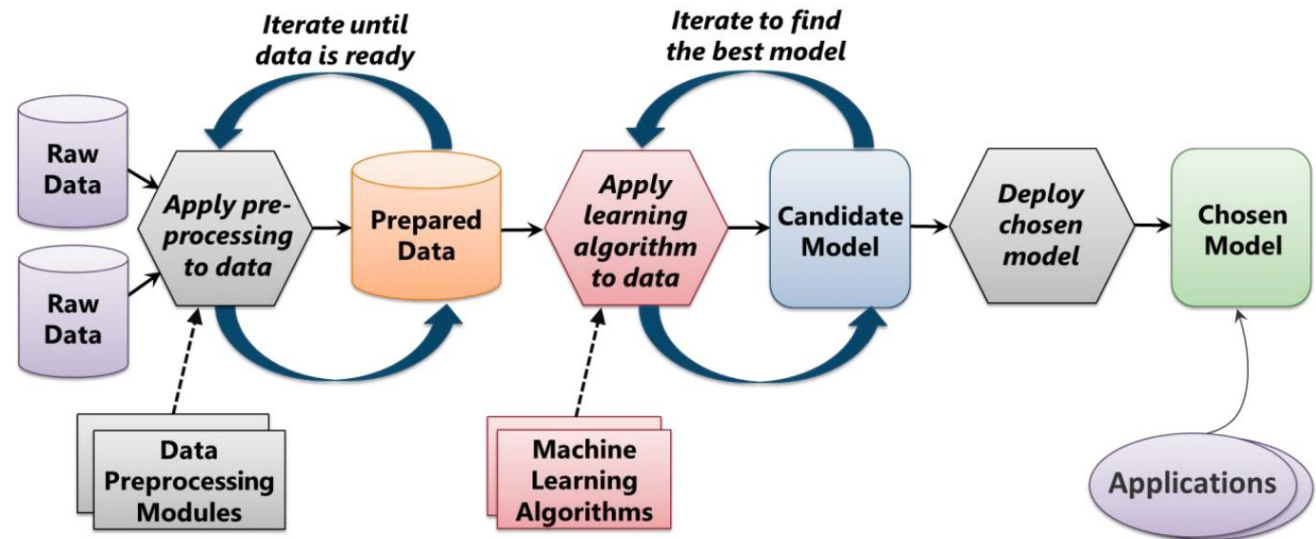 Iterate until
data is ready
Iterate to find
the best model
Raw
Data
Raw
Data
Apply pre-
processing
to data
Prepared
Data
Apply
learning
algorithm
to data
Candidate
Model
Deploy
chosen
model
Chosen
Model
Data
Preprocessing
Modules
Machine
Learning
Algorithms
Applications